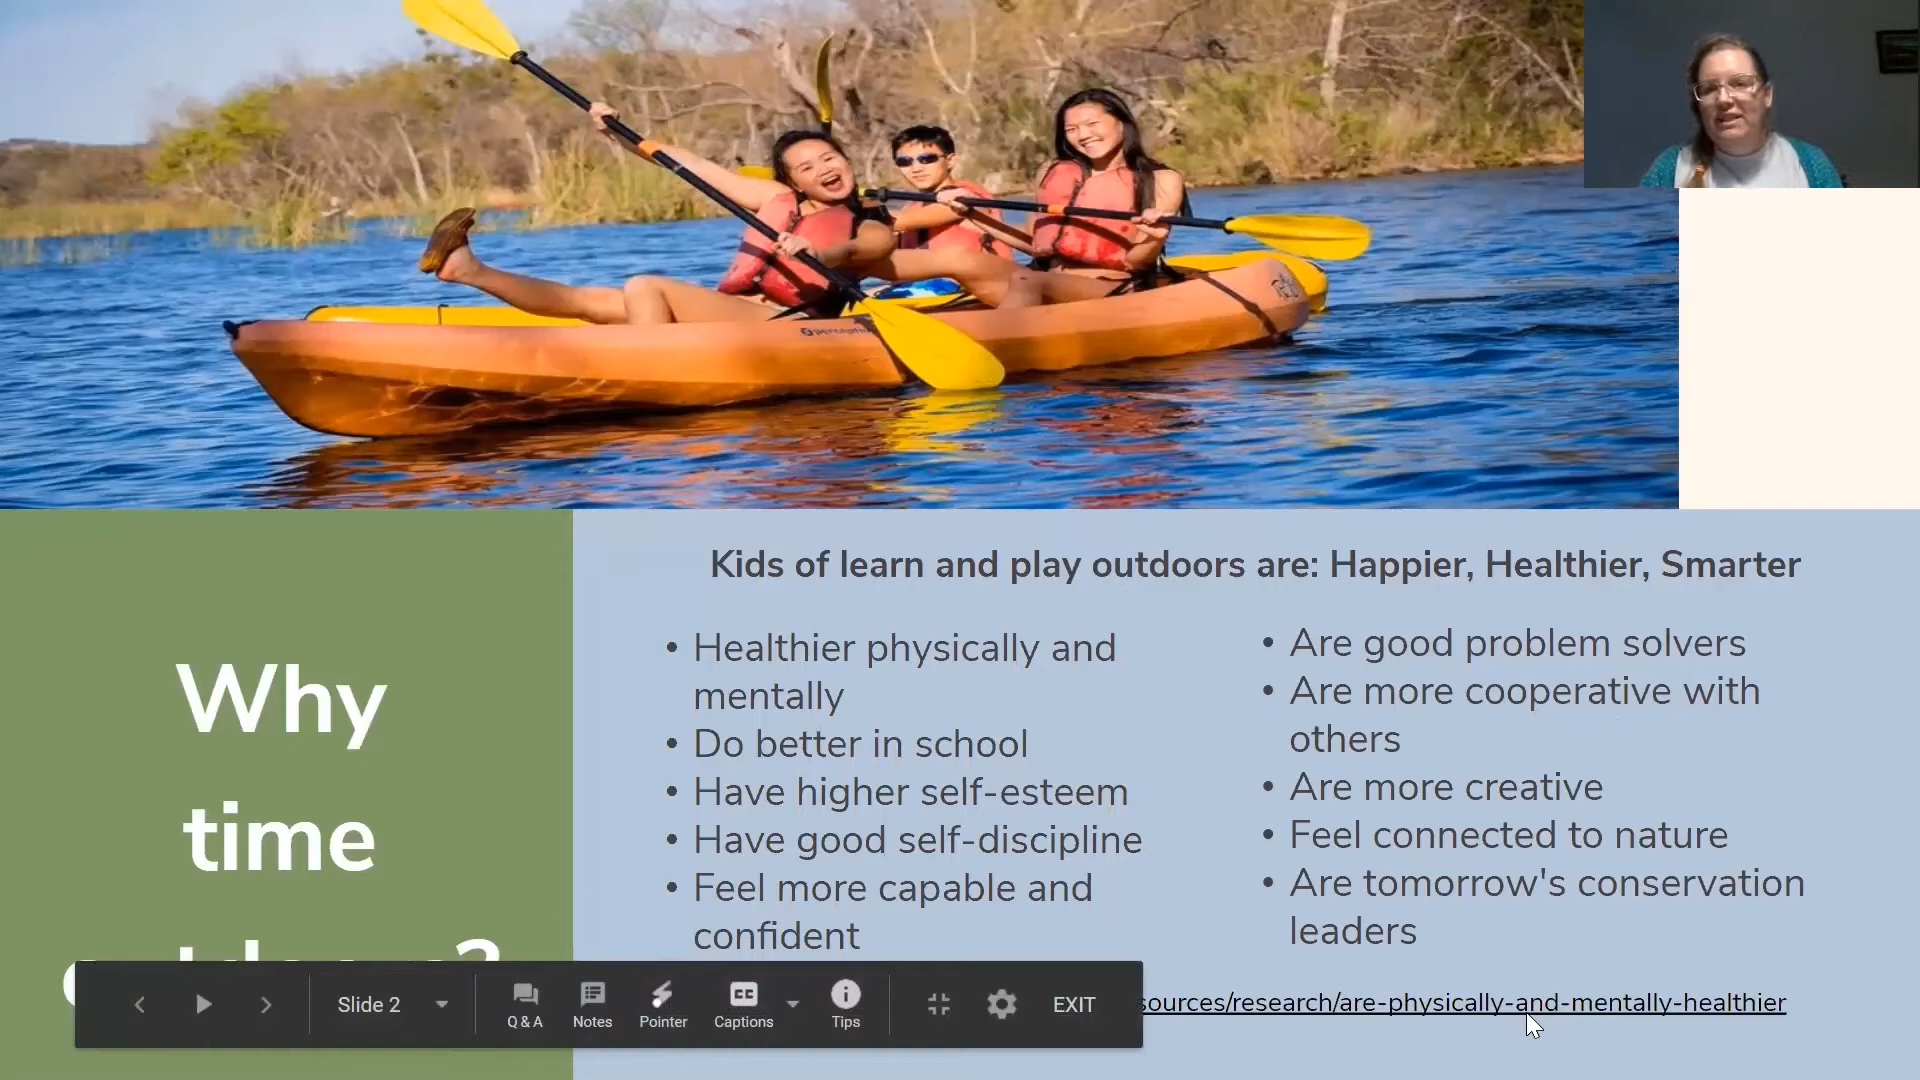 Kids of learn and play outdoors are: Happier, Healthier, Smarter
Why
time
• Healthier physically and
mentally
• Do better in school
• Have higher self-esteem
• Have good self-discipline
• Feel more capable and
confident
• Are good problem solvers
• Are more cooperative with
others
• Are more creative
• Feel connected to nature
• Are tomorrow's conservation
leaders
sources/research/are-physically-and-mentally-healthier
Slide 2
Q & A
Notes
Pointer
Captions
Tips
EXIT